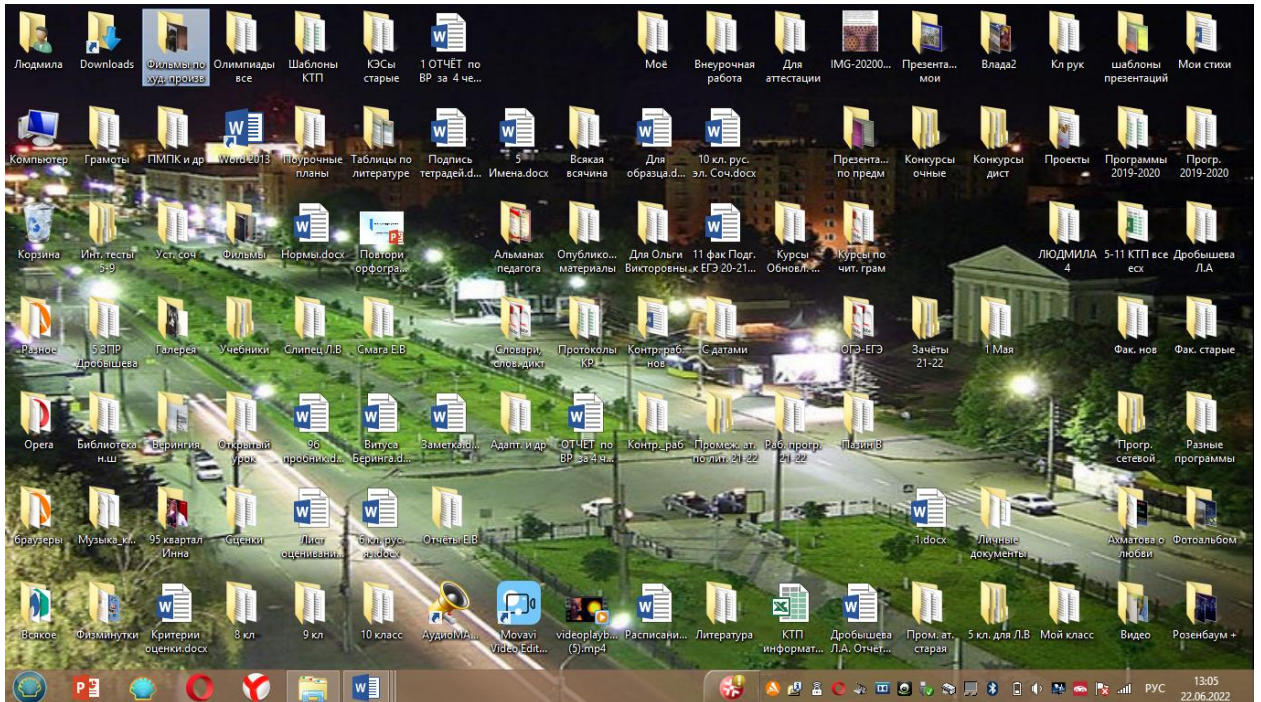 Людмила
Downloads
Фильмы по
худ. произв
Олимпиады
все
Шаблоны
КТП
КЭСы
старые
1 ОТЧЁТ по
ВР за 4 че...
Моё
Внеурочная
работа
Для
аттестации
IMG-20200...
Презента...
мои
Влада2
Кл рук
шаблоны
презентаций
Мои стихи
Компьютер
Грамоты
ПМПК и др
Word 2013
Поурочные
планы
Таблицы по
литературе
Подпись
тетрадей.d...
5
Имена.docx
Всякая
всячина
Для
образца.d...
10 кл. рус.
эл. Соч.docx
Презента...
по предм
Конкурсы
очные
Конкурсы
дист
Проекты
Программы
2019-2020
Прогр.
2019-2020
Корзина
Инт. тесты
5-9
Уст. соч
Фильмы
Нормы.docx
Повтори
орфогра...
Альманах
педагога
Опублико...
материалы
Для Ольги
Викторовны
11 фак Подг.
к ЕГЭ 20-21...
Курсы
Обновл. ...
Курсы по
чит. грам
ЛЮДМИЛА
4
5-11 КТП все
есх
Дробышева
Л.А
Разное
5 ЗПР
Дробышева
Галерея
Учебники
Слипец Л.В
Смага Е.В
Словари,
слов. дикт
Протоколы
КР
Контр. раб.
нов
С датами
ОГЭ-ЕГЭ
Зачёты
21-22
1 Мая
Фак. нов
Фак. старые
Opera
Библиотека
н.ш
Верингия
Открытый
урок
9б
пробник.d...
Витуса
Беринга.d...
Заметка.d...
Адапт. и др
ОТЧЁТ по
ВР за 4 ч...
Контр_раб
Промеж. ат.
по лит. 21-22
Раб. прогр.
21-22
Пазин В
Прогр.
сетевой
Разные
программы
браузеры
Музыка_к...
95 квартал
Инна
Сценки
Лист
оценивани...
6 кл. рус.
яз.docx
Отчёты Е.В
1.docx
Личные
документы
Ахматова о
любви
Фотоальбом
Всякое
Физминутки
Критерии
оценки.docx
8 кл
9 кл
10 класс
АудиоМА...
Movavi
Video Edit...
videoplayb...
(5).mp4
Расписани...
Литература
КТП
информат...
Дробышева
Л.А. Отчёт...
Пром. ат.
старая
5 кл. для Л.В
Мой класс
Видео
Розенбаум +
РУС
13:05
22.06.2022